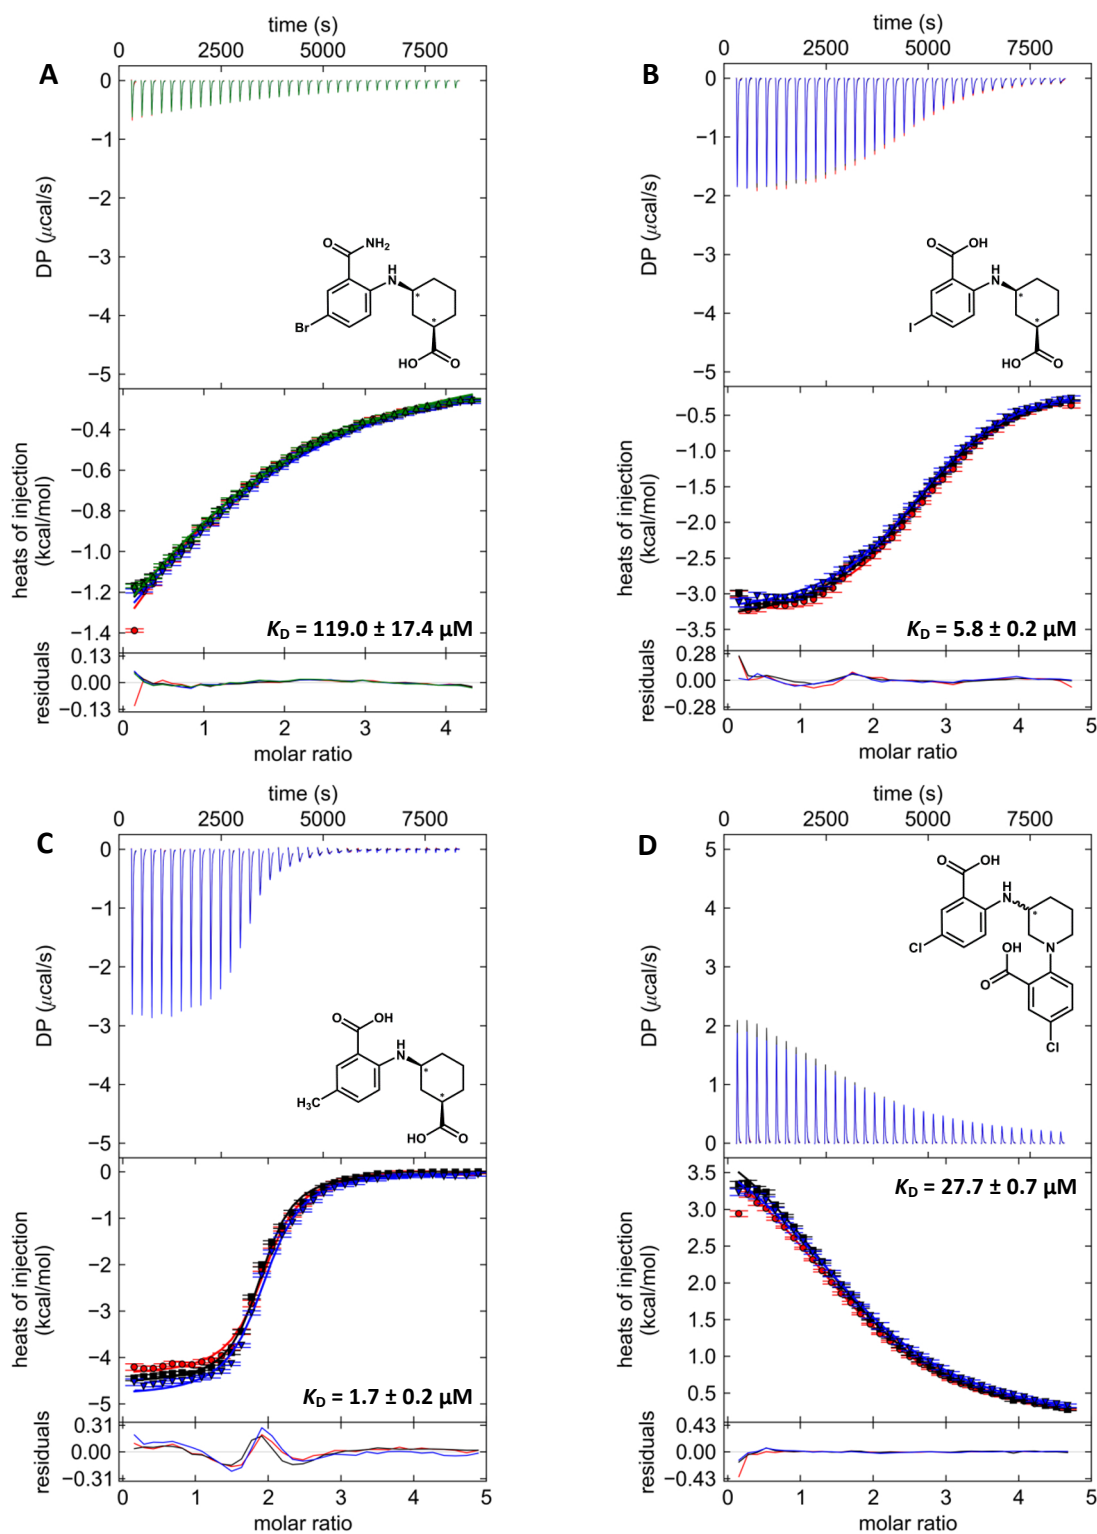 A
time (s)
0 2500 5000 7500
DP (μcal/s)
0
−1
−2
−3
−4
−5
O NH2
H
N
*
*
Br
HO O
heats of injection
(kcal/mol)
−0.4
−0.6
−0.8
−1.0
−1.2
−1.4
KD = 119.0 ± 17.4 μM
residuals
0.13
0.00
−0.13
0 1 2 3 4
molar ratio
B
time (s)
0 2500 5000 7500
DP (μcal/s)
0
−1
−2
−3
−4
−5
O OH
H
N
*
*
I
HO O
heats of injection
(kcal/mol)
−0.5
−1.0
−1.5
−2.0
−2.5
−3.0
−3.5
KD = 5.8 ± 0.2 μM
residuals
0.28
0.00
−0.28
0 1 2 3 4 5
molar ratio
C
time (s)
0 2500 5000 7500
DP (μcal/s)
0
−1
−2
−3
−4
−5
O OH
H
N
*
*
H3C
HO O
heats of injection
(kcal/mol)
0
−1
−2
−3
−4
−5
KD = 1.7 ± 0.2 μM
residuals
0.31
0.00
−0.31
0 1 2 3 4 5
molar ratio
D
time (s)
0 2500 5000 7500
DP (μcal/s)
5
4
3
2
1
0
O OH
H
N
*
Cl
OH N
O
Cl
heats of injection
(kcal/mol)
3.5
3.0
2.5
2.0
1.5
1.0
0.5
KD = 27.7 ± 0.7 μM
residuals
0.43
0.00
−0.43
0 1 2 3 4 5
molar ratio